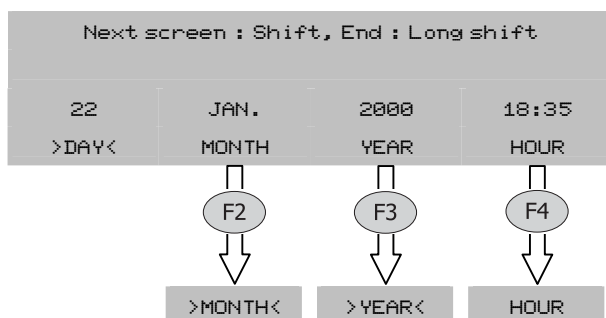 Next screen : Shift, End : Long shift
22 JAN. 2000 18:35
>DAY< MONTH YEAR HOUR
F2 F3 F4
>MONTH< >YEAR< HOUR